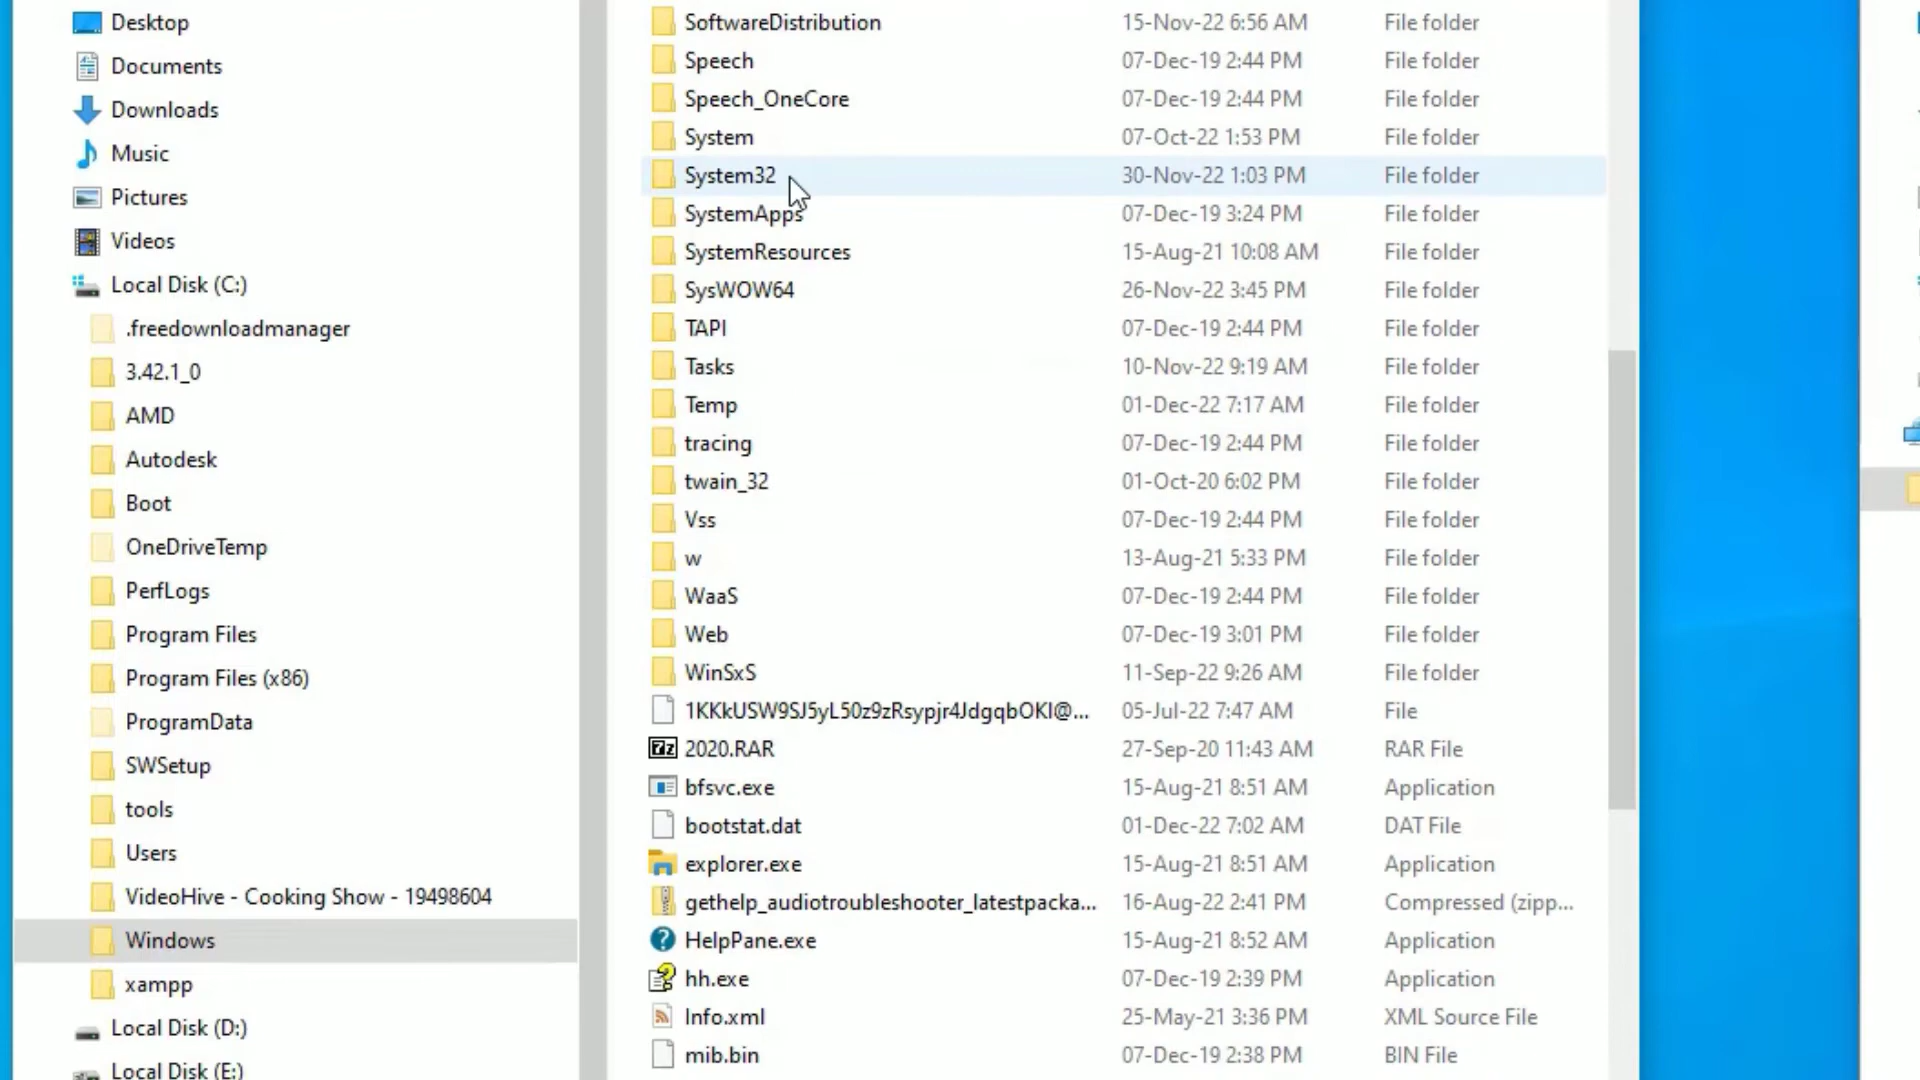 Desktop
Documents
Downloads
Music
Pictures
Videos
Local Disk (C:)
.freedownloadmanager
3.42.1_0
AMD
Autodesk
Boot
OneDriveTemp
PerfLogs
Program Files
Program Files (x86)
ProgramData
SWSetup
tools
Users
VideoHive - Cooking Show - 19498604
Windows
xampp
Local Disk (D:)
Local Disk (E:)
SoftwareDistribution 15-Nov-22 6:56 AM File folder
Speech 07-Dec-19 2:44 PM File folder
Speech_OneCore 07-Dec-19 2:44 PM File folder
System 07-Oct-22 1:53 PM File folder
System32 30-Nov-22 1:03 PM File folder
SystemApps 07-Dec-19 3:24 PM File folder
SystemResources 15-Aug-21 10:08 AM File folder
SysWOW64 26-Nov-22 3:45 PM File folder
TAPI 07-Dec-19 2:44 PM File folder
Tasks 10-Nov-22 9:19 AM File folder
Temp 01-Dec-22 7:17 AM File folder
tracing 07-Dec-19 2:44 PM File folder
twain_32 01-Oct-20 6:02 PM File folder
Vss 07-Dec-19 2:44 PM File folder
w 13-Aug-21 5:33 PM File folder
WaaS 07-Dec-19 2:44 PM File folder
Web 07-Dec-19 3:01 PM File folder
WinSxS 11-Sep-22 9:26 AM File folder
1KKkUSW9SJ5yL50z9zRsypjr4JdgqbOKI@... 05-Jul-22 7:47 AM File
2020.RAR 27-Sep-20 11:43 AM RAR File
bfsvc.exe 15-Aug-21 8:51 AM Application
bootstat.dat 01-Dec-22 7:02 AM DAT File
explorer.exe 15-Aug-21 8:51 AM Application
gethelp_audiotroubleshooter_latestpacka... 16-Aug-22 2:41 PM Compressed (zipp...
HelpPane.exe 15-Aug-21 8:52 AM Application
hh.exe 07-Dec-19 2:39 PM Application
Info.xml 25-May-21 3:36 PM XML Source File
mib.bin 07-Dec-19 2:38 PM BIN File